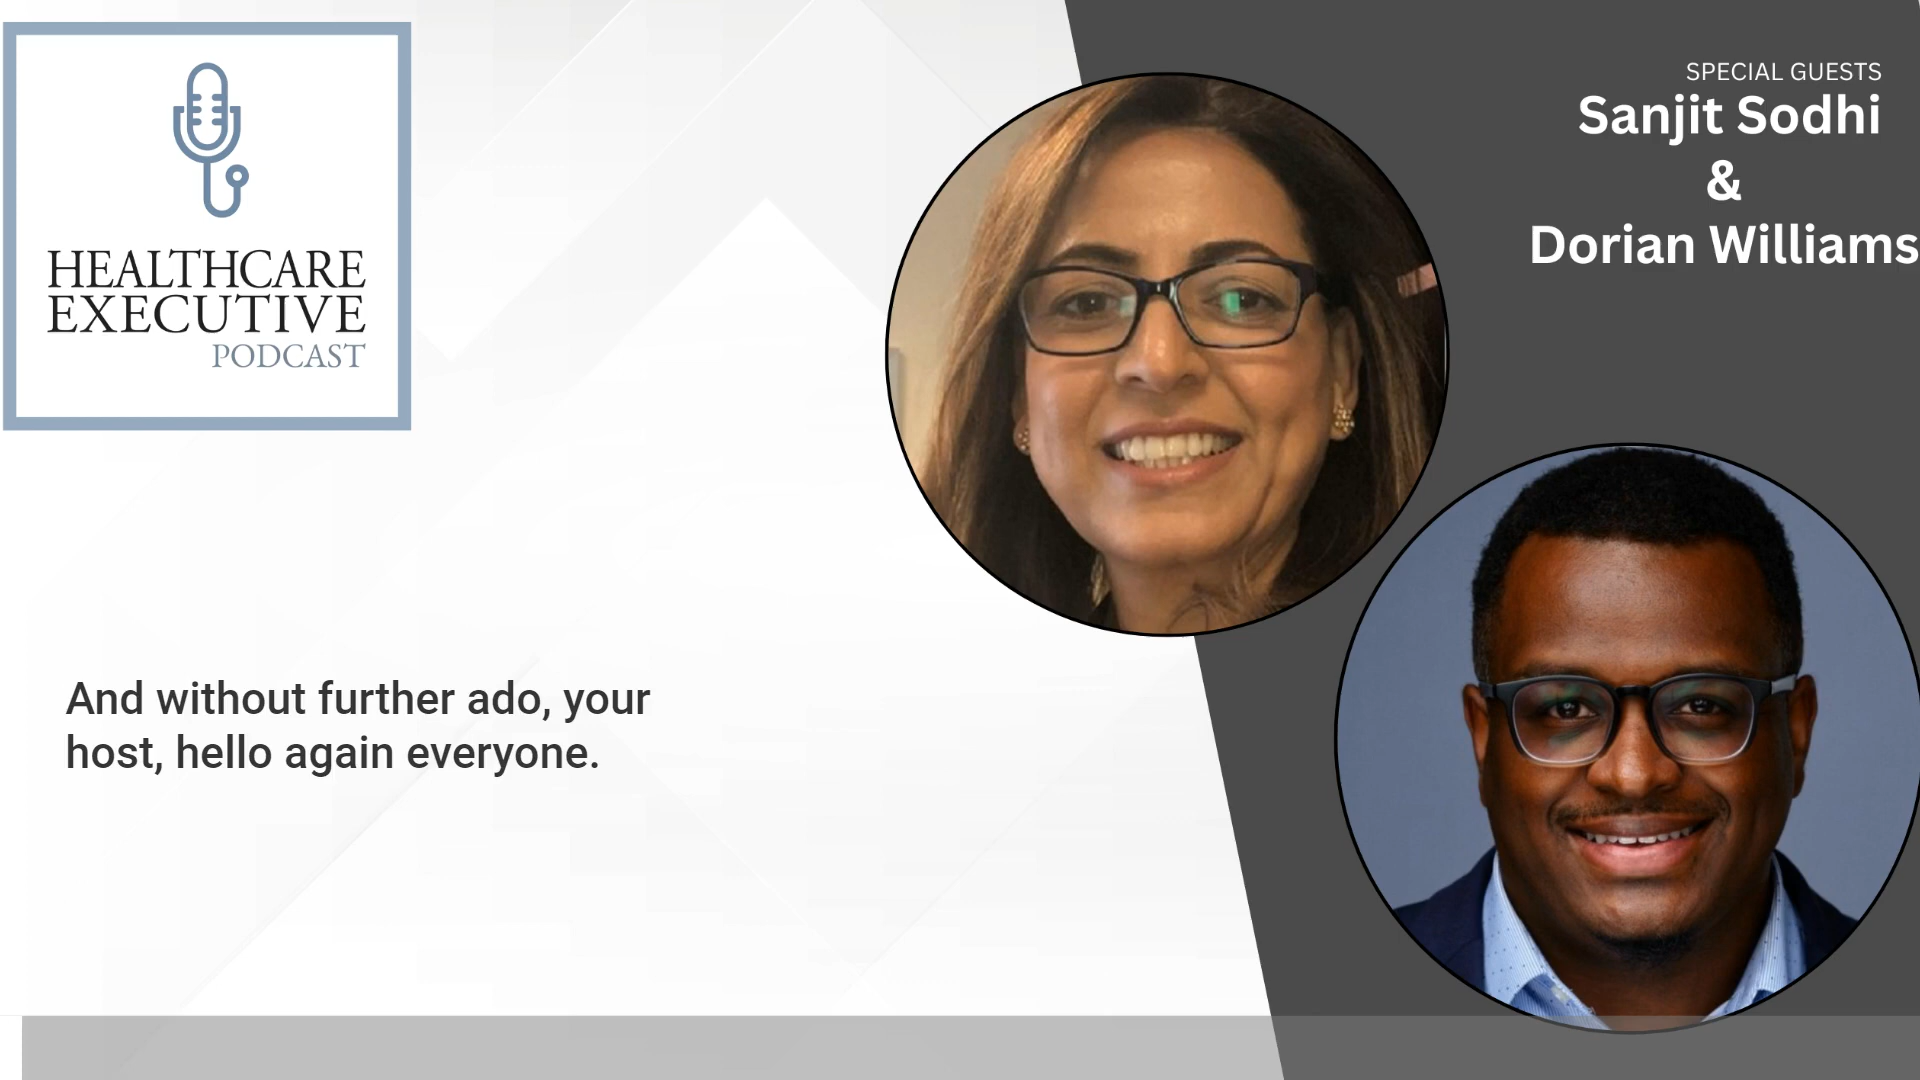 HEALTHCARE
EXECUTIVE
PODCAST
SPECIAL GUESTS
Sanjit Sodhi
&
Dorian Williams
And without further ado, your
host, hello again everyone.